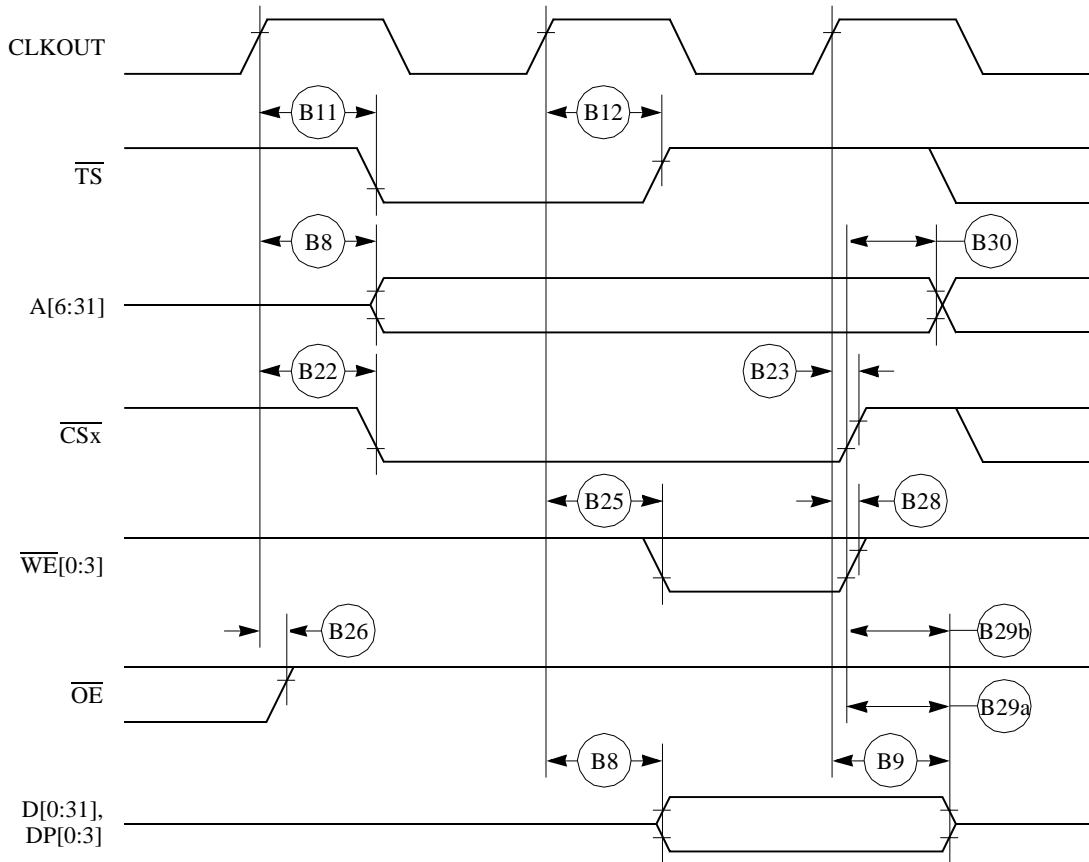 CLKOUT
B11
B12
TS
B8
B30
A[6:31]
B22
B23
CSx
B25
B28
WE[0:3]
B26
B29b
OE
B29a
B8
B9
D[0:31],
DP[0:3]